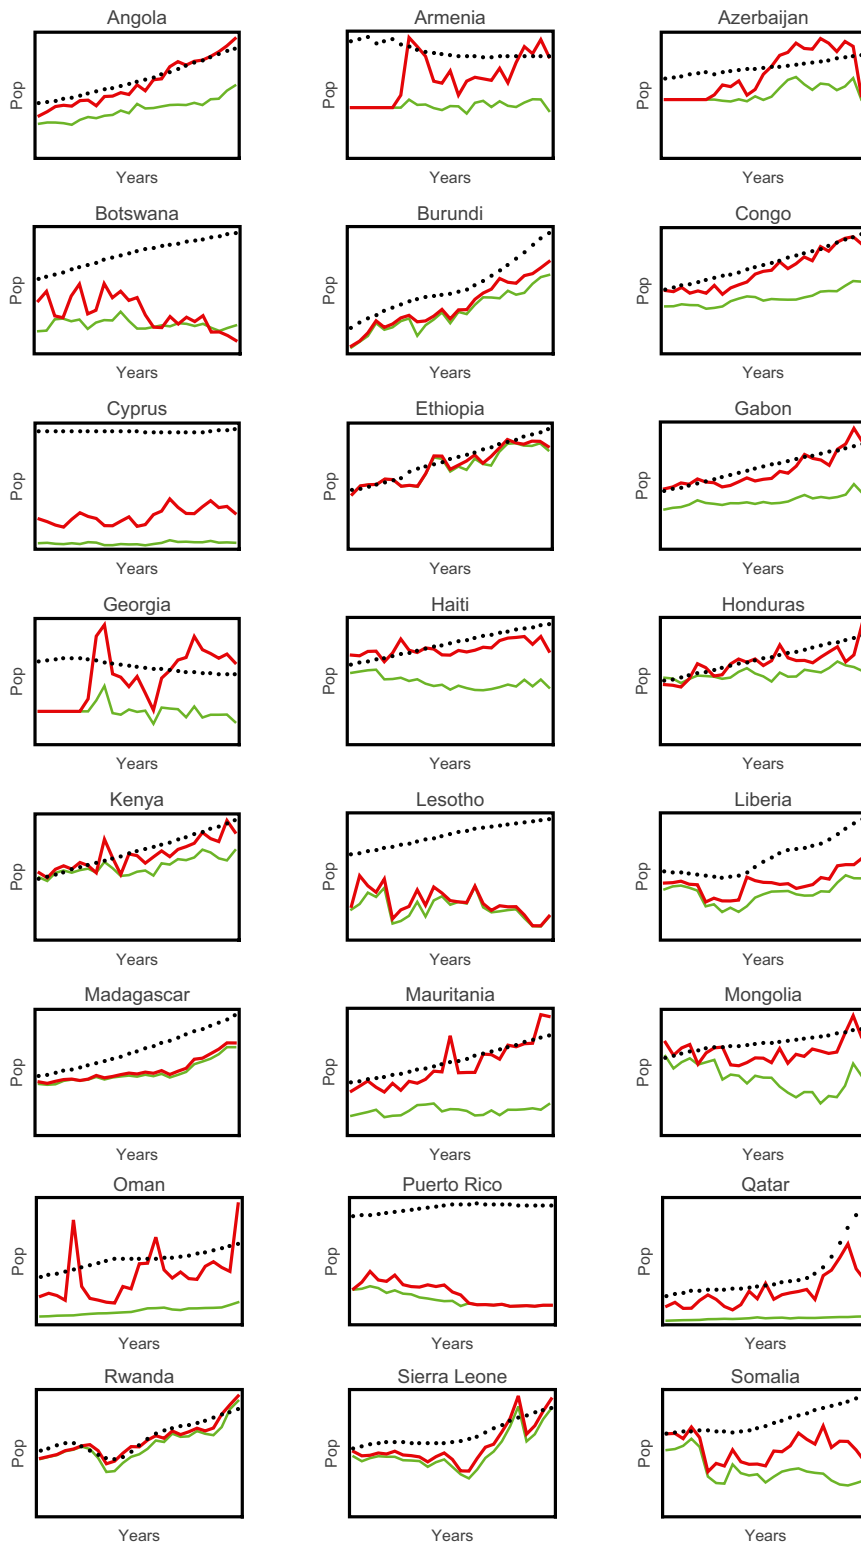 Angola Armenia Azerbaijan
Pop Pop Pop
Years Years Years
Botswana Burundi Congo
Pop Pop Pop
Years Years Years
Cyprus Ethiopia Gabon
Pop Pop Pop
Years Years Years
Georgia Haiti Honduras
Pop Pop Pop
Years Years Years
Kenya Lesotho Liberia
Pop Pop Pop
Years Years Years
Madagascar Mauritania Mongolia
Pop Pop Pop
Years Years Years
Oman Puerto Rico Qatar
Pop Pop Pop
Years Years Years
Rwanda Sierra Leone Somalia
Pop Pop Pop
Years Years Years